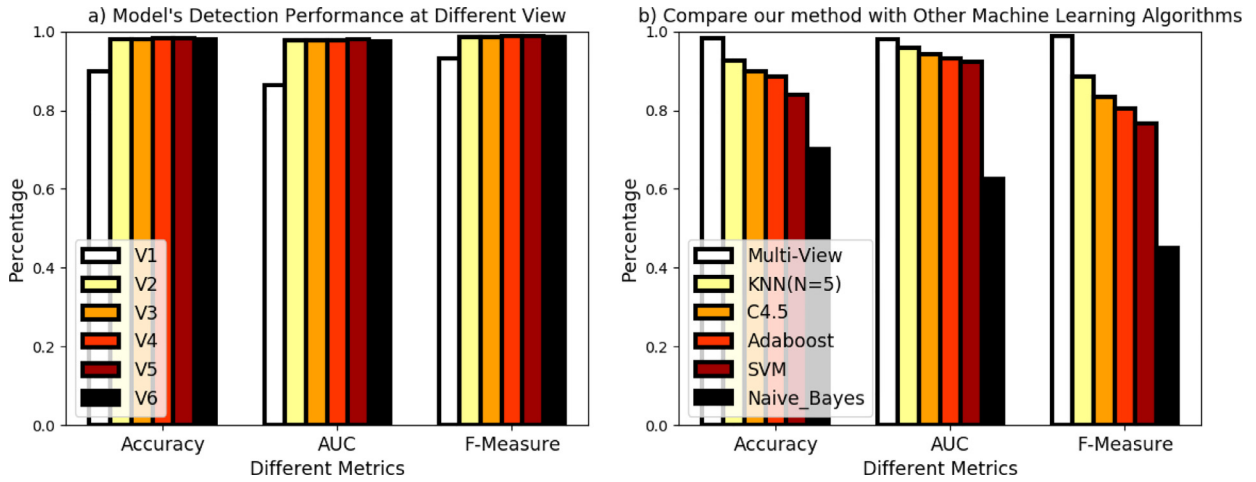 a) Model's Detection Performance at Different View
1.0
0.8
0.6
0.4
0.2
0.0
Percentage
V1
V2
V3
V4
V5
V6
Accuracy AUC F-Measure
Different Metrics
b) Compare our method with Other Machine Learning Algorithms
1.0
0.8
0.6
0.4
0.2
0.0
Percentage
Multi-View
KNN(N=5)
C4.5
Adaboost
SVM
Naive_Bayes
Accuracy AUC F-Measure
Different Metrics